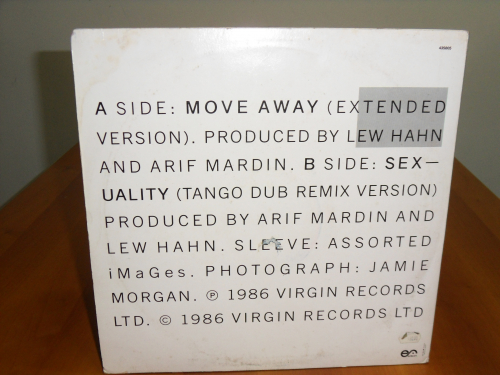 A SIDE: MOVE AWAY (EXTENDED
VERSION). PRODUCED BY LEW HAHN
AND ARIF MARDIN. B SIDE: SEX—
UALITY (TANGO DUB REMIX VERSION)
PRODUCED BY ARIF MARDIN AND
LEW HAHN. SLEEVE: ASSORTED
iMaGes. PHOTOGRAPH: JAMIE
MORGAN. ℗ 1986 VIRGIN RECORDS
LTD. © 1986 VIRGIN RECORDS LTD